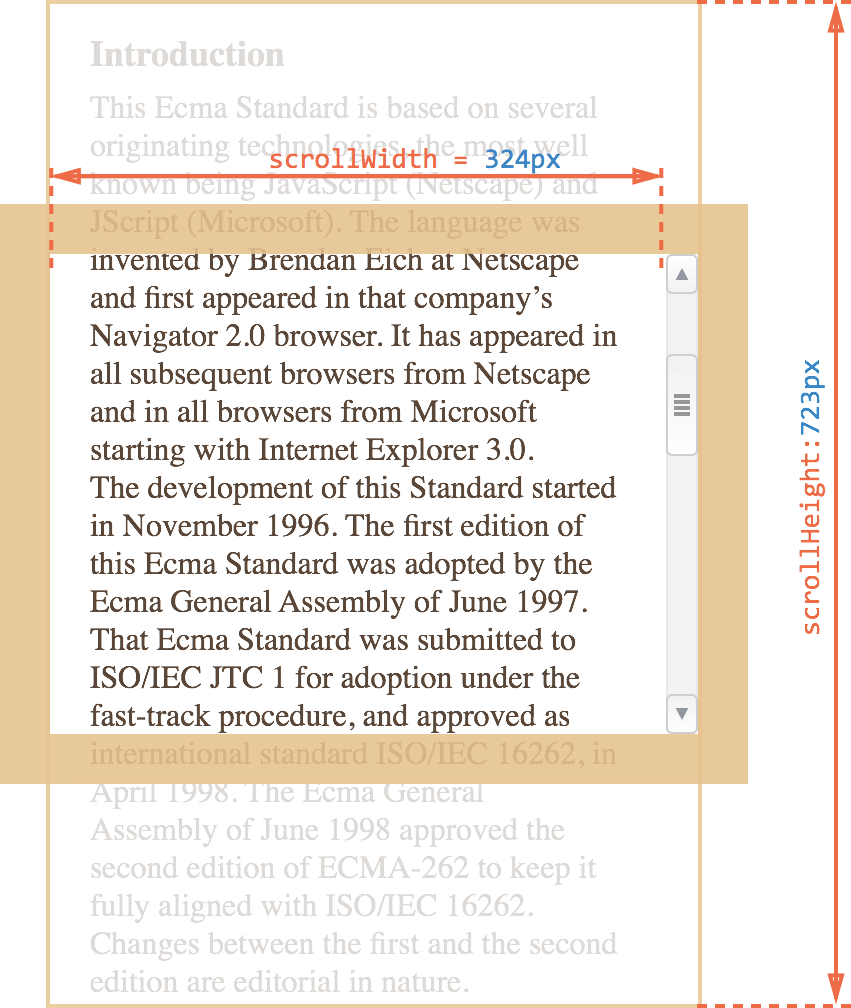 Introduction
This Ecma Standard is based on several
originating technologies, the most well
scrollWidth = 324px
known being JavaScript (Netscape) and
JScript (Microsoft). The language was
invented by Brendan Eich at Netscape
and first appeared in that company’s
Navigator 2.0 browser. It has appeared in
all subsequent browsers from Netscape
and in all browsers from Microsoft
starting with Internet Explorer 3.0.
The development of this Standard started
in November 1996. The first edition of
this Ecma Standard was adopted by the
Ecma General Assembly of June 1997.
That Ecma Standard was submitted to
ISO/IEC JTC 1 for adoption under the
fast-track procedure, and approved as
international standard ISO/IEC 16262, in
April 1998. The Ecma General
Assembly of June 1998 approved the
second edition of ECMA-262 to keep it
fully aligned with ISO/IEC 16262.
Changes between the first and the second
edition are editorial in nature.
scrollHeight:723px